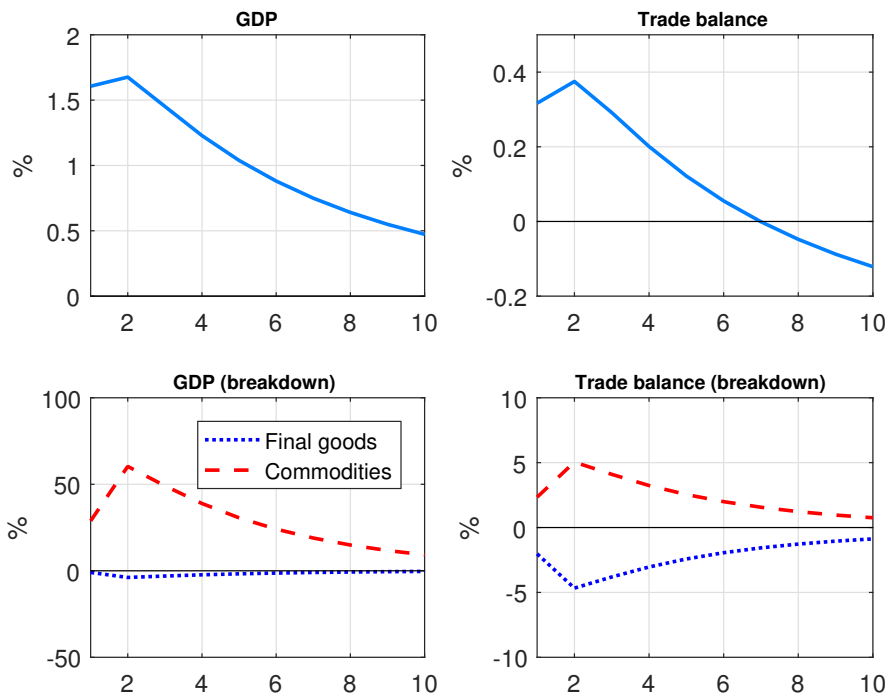 GDP
2
1.5
1
0.5
0
%
2 4 6 8 10
Trade balance
0.4
0.2
0
-0.2
%
2 4 6 8 10
GDP (breakdown)
100
50
0
-50
%
Final goods
Commodities
2 4 6 8 10
Trade balance (breakdown)
10
5
0
-5
-10
%
2 4 6 8 10